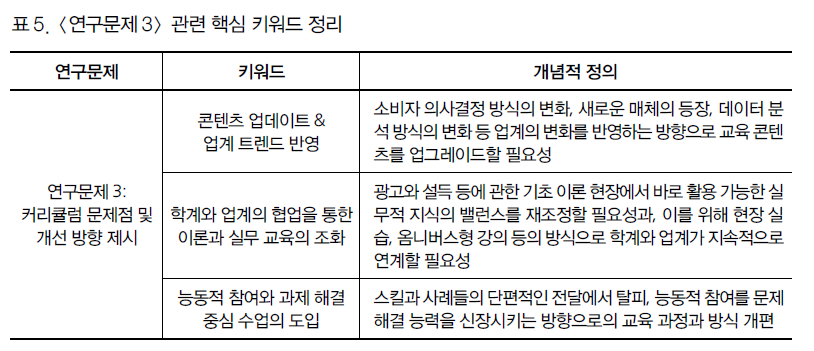 표 5. <연구문제 3> 관련 핵심 키워드 정리
연구문제
키워드
개념적 정의
연구문제 3:
커리큘럼 문제점 및
개선 방향 제시
콘텐츠 업데이트 &
업계 트렌드 반영
소비자 의사결정 방식의 변화, 새로운 매체의 등장, 데이터 분
석 방식의 변화 등 업계의 변화를 반영하는 방향으로 교육 콘텐
츠를 업그레이드할 필요성
학계와 업계의 협업을 통한
이론과 실무 교육의 조화
광고와 설득 등에 관한 기초 이론 현장에서 바로 활용 가능한 실
무적 지식의 밸런스를 재조정할 필요성과, 이를 위해 현장 실
습, 옴니버스형 강의 등의 방식으로 학계와 업계가 지속적으로
연계할 필요성
능동적 참여와 과제 해결
중심 수업의 도입
스킬과 사례들의 단편적인 전달에서 탈피, 능동적 참여를 문제
해결 능력을 신장시키는 방향으로의 교육 과정과 방식 개편